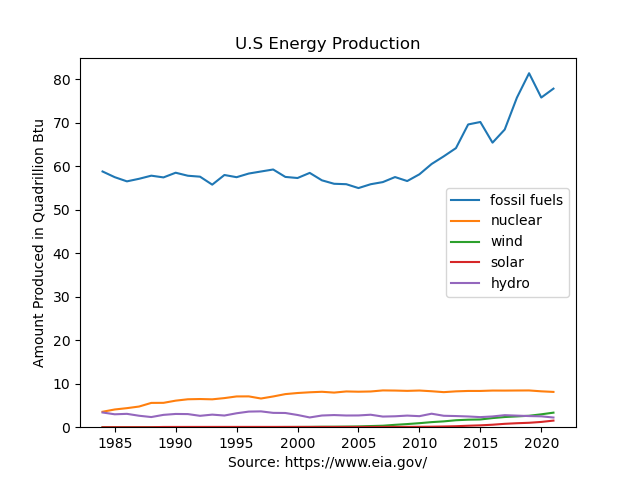 U.S Energy Production
Amount Produced in Quadrillion Btu
80
70
60
50
40
30
20
10
0
fossil fuels
nuclear
wind
solar
hydro
1985 1990 1995 2000 2005 2010 2015 2020
Source: https://www.eia.gov/